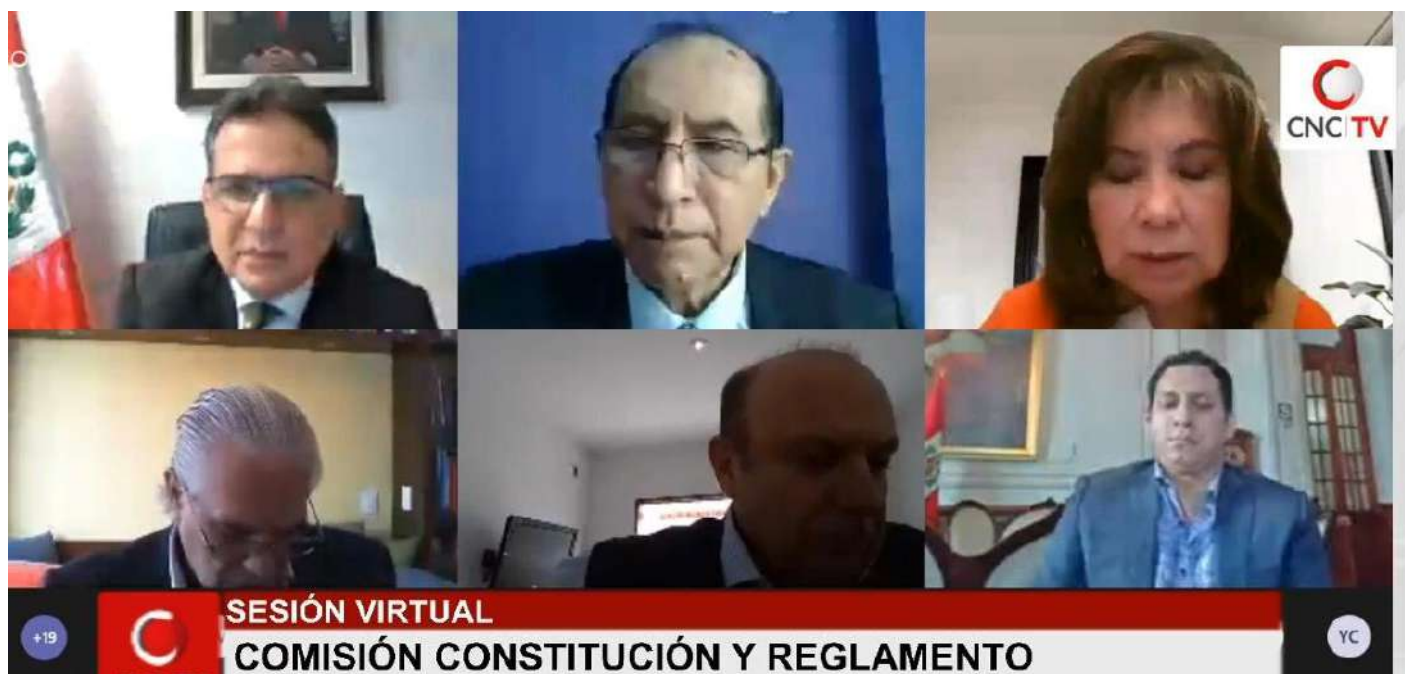 CNC TV
+19
SESIÓN VIRTUAL
YC
COMISIÓN CONSTITUCIÓN Y REGLAMENTO